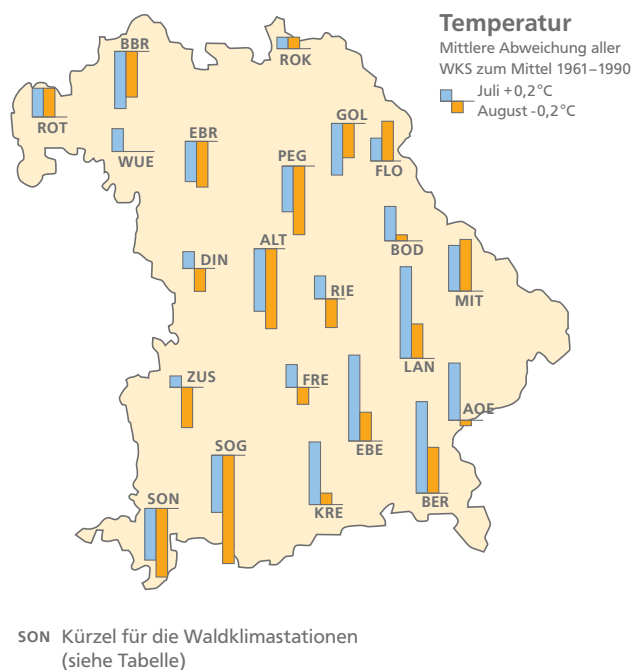 Temperatur
Mittlere Abweichung aller
WKS zum Mittel 1961–1990
Juli +0,2°C
August -0,2°C
BBR
ROK
ROT
GOL
WUE
EBR
PEG
FLO
ALT
BOD
DIN
RIE
MIT
LAN
ZUS
FRE
AOE
SOG
EBE
SON
KRE
BER
SON Kürzel für die Waldklimastationen
(siehe Tabelle)